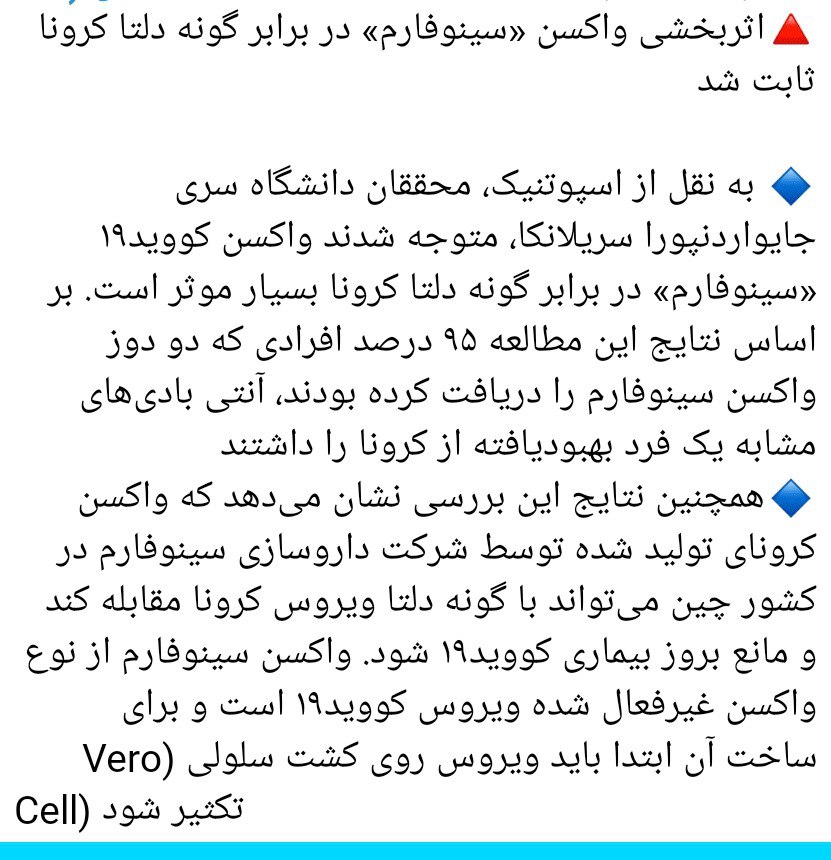 🔺اثربخشی واکسن «سینوفارم» در برابر گونه دلتا کرونا
ثابت شد
🔷 به نقل از اسپوتنیک، محققان دانشگاه سری
جایواردنپورا سریلانکا، متوجه شدند واکسن کووید۱۹
«سینوفارم» در برابر گونه دلتا کرونا بسیار موثر است. بر
اساس نتایج این مطالعه ۹۵ درصد افرادی که دو دوز
واکسن سینوفارم را دریافت کرده بودند، آنتی بادی‌های
مشابه یک فرد بهبودیافته از کرونا را داشتند
🔷همچنین نتایج این بررسی نشان می‌دهد که واکسن
کرونای تولید شده توسط شرکت داروسازی سینوفارم در
کشور چین می‌تواند با گونه دلتا ویروس کرونا مقابله کند
و مانع بروز بیماری کووید۱۹ شود. واکسن سینوفارم از نوع
واکسن غیرفعال شده ویروس کووید۱۹ است و برای
ساخت آن ابتدا باید ویروس روی کشت سلولی (Vero
Cell) تکثیر شود